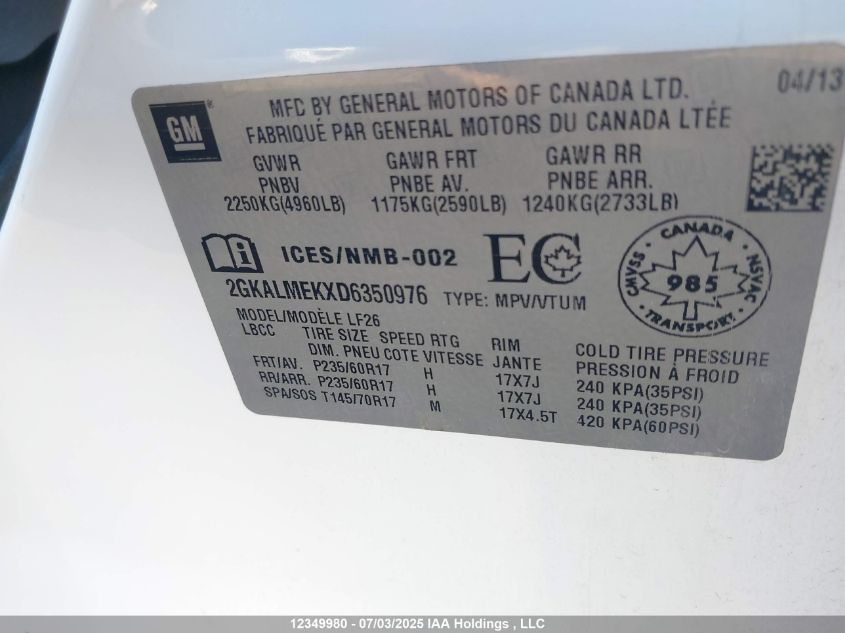 04/13
GM
MFC BY GENERAL MOTORS OF CANADA LTD.
FABRIQUÉ PAR GENERAL MOTORS DU CANADA LTÉE
GVWR GAWR FRT GAWR RR
PNBV PNBE AV. PNBE ARR.
2250KG(4960LB) 1175KG(2590LB) 1240KG(2733LB)
ICES/NMB-002 EC
CANADA
CMVSS 985 NSVAC
TRANSPORT
2GKALMEKXD6350976 TYPE: MPV/VTUM
MODEL/MODÈLE LF26
LBCC TIRE SIZE SPEED RTG RIM COLD TIRE PRESSURE
DIM. PNEU COTE VITESSE JANTE PRESSION À FROID
FRT/AV. P235/60R17 H 17X7J 240 KPA(35PSI)
RR/ARR. P235/60R17 H 17X7J 240 KPA(35PSI)
SPA/SOS T145/70R17 M 17X4.5T 420 KPA(60PSI)
12349980 - 07/03/2025 IAA Holdings , LLC